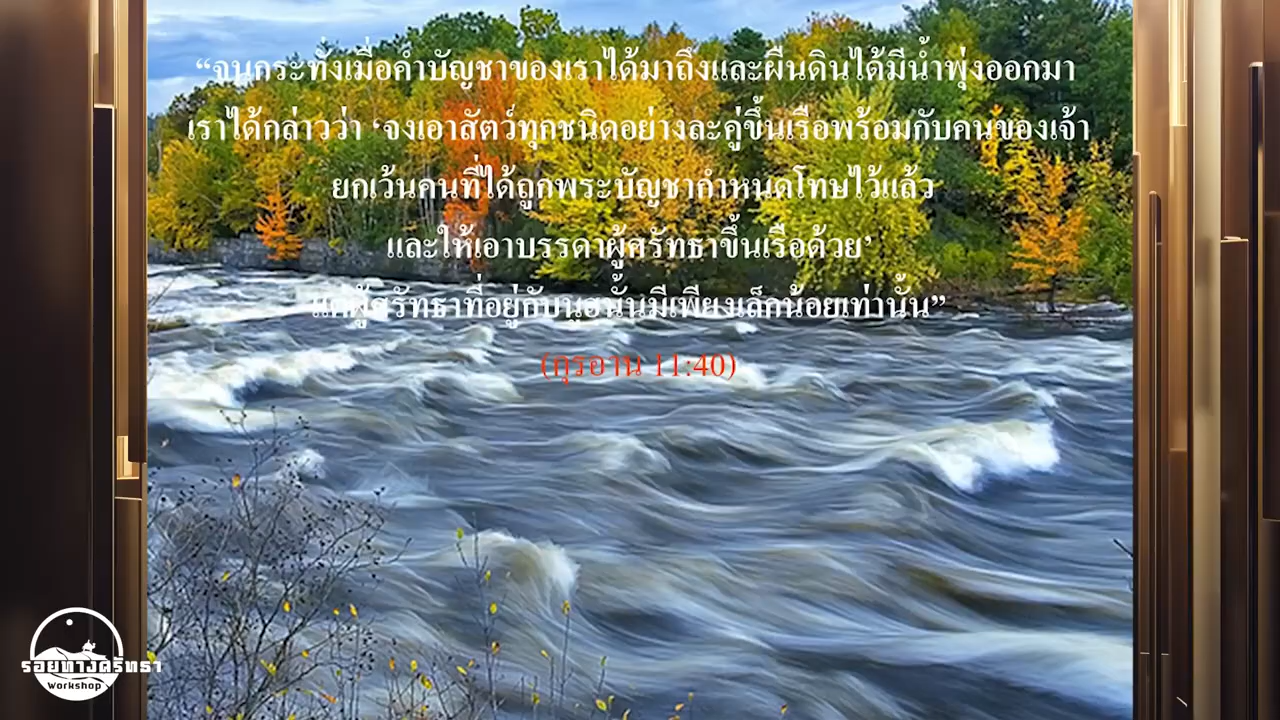 “จนกระทั่งเมื่อคำบัญชาของเราได้มาถึงและผืนดินได้มีน้ำพุ่งออกมา
เราได้กล่าวว่า ‘จงเอาสัตว์ทุกชนิดอย่างละคู่ขึ้นเรือพร้อมกับคนของเจ้า
ยกเว้นคนที่ได้ถูกพระบัญชากำหนดโทษไว้แล้ว
และให้เอาบรรดาผู้ศรัทธาขึ้นเรือด้วย’
แต่ผู้ศรัทธาที่อยู่กับนูฮนั้นมีเพียงเล็กน้อยเท่านั้น”
(กุรอาน 11:40)
รอยทางศรัทธา
Workshop